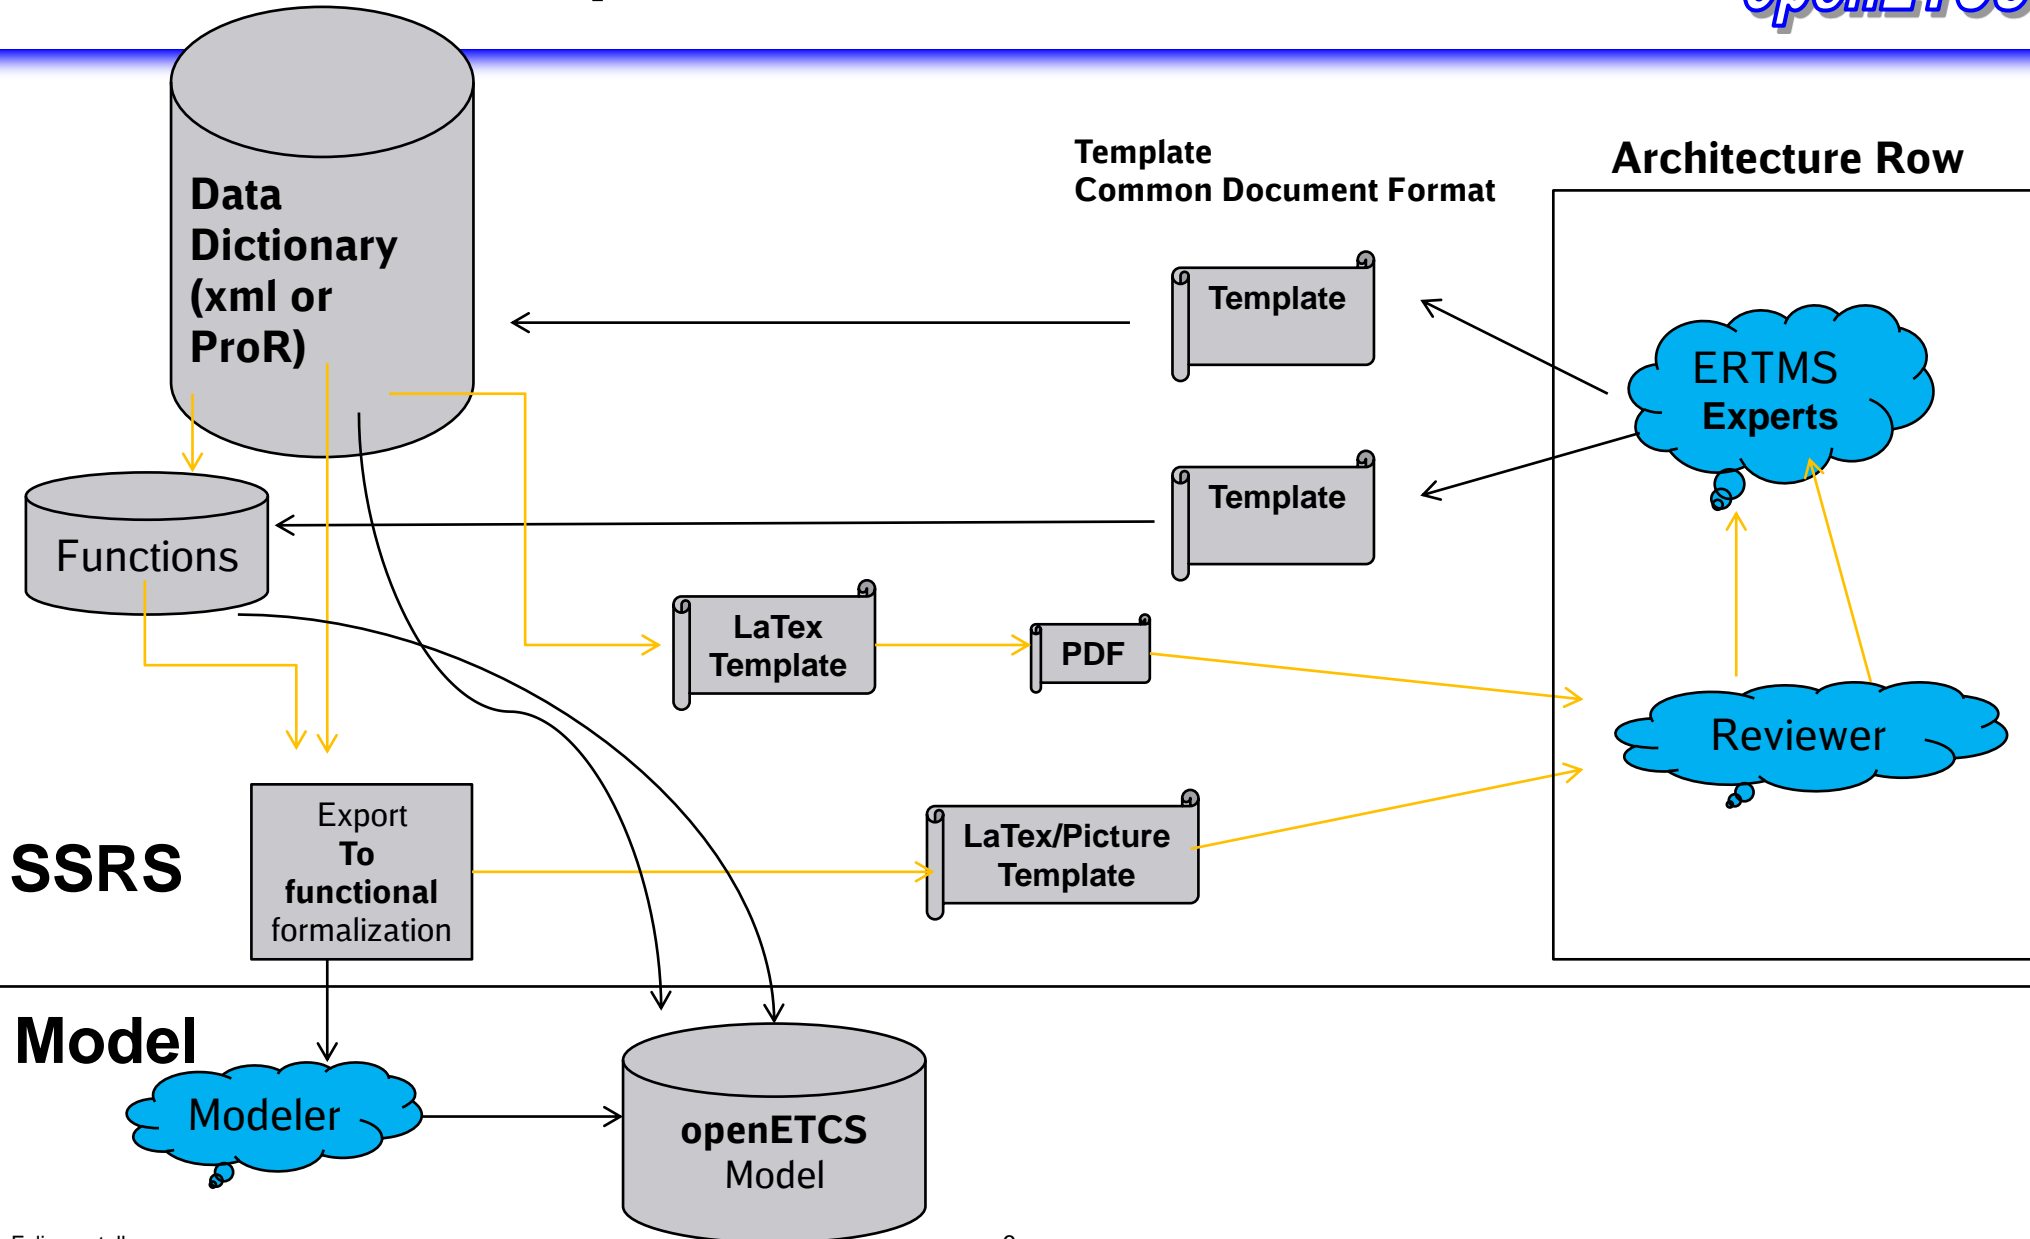 Template
Common Document Format
Architecture Row
Data
Dictionary
(xml or
ProR)
Template
ERTMS
Experts
Template
Functions
LaTex
Template
PDF
Reviewer
Export
To
functional
formalization
LaTex/Picture
Template
SSRS
Model
Modeler
openETCS
Model